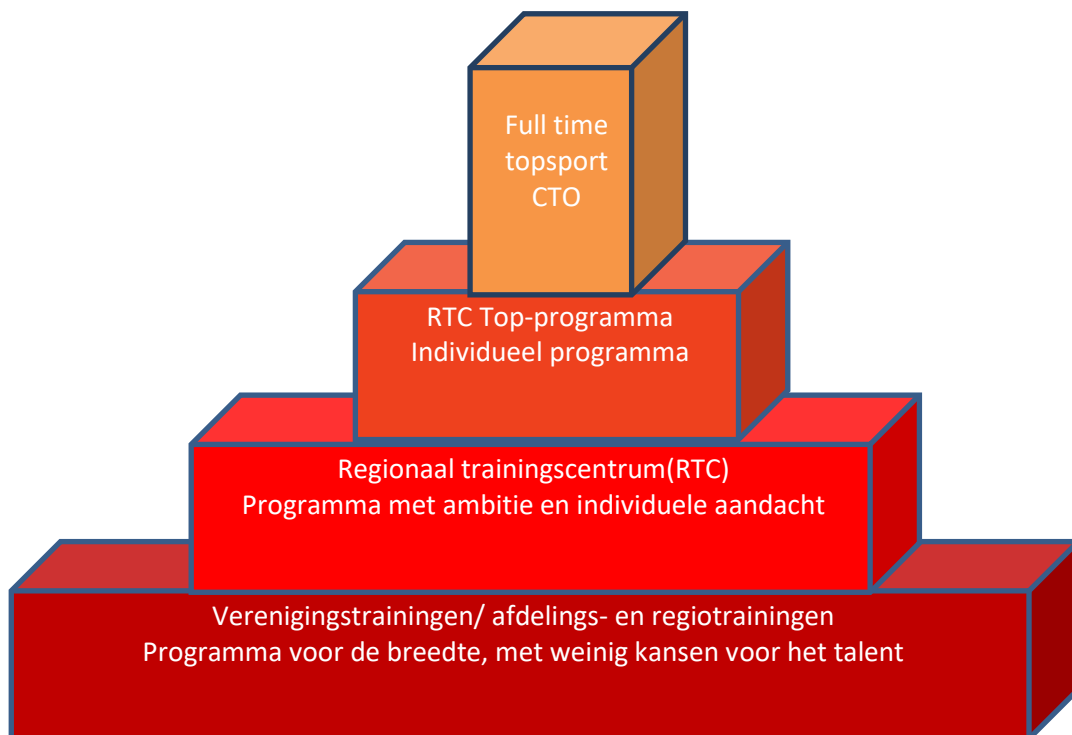 Full time
topsport
CTO
RTC Top-programma
Individueel programma
Regionaal trainingscentrum(RTC)
Programma met ambitie en individuele aandacht
Verenigingstrainingen/ afdelings- en regiotrainingen
Programma voor de breedte, met weinig kansen voor het talent